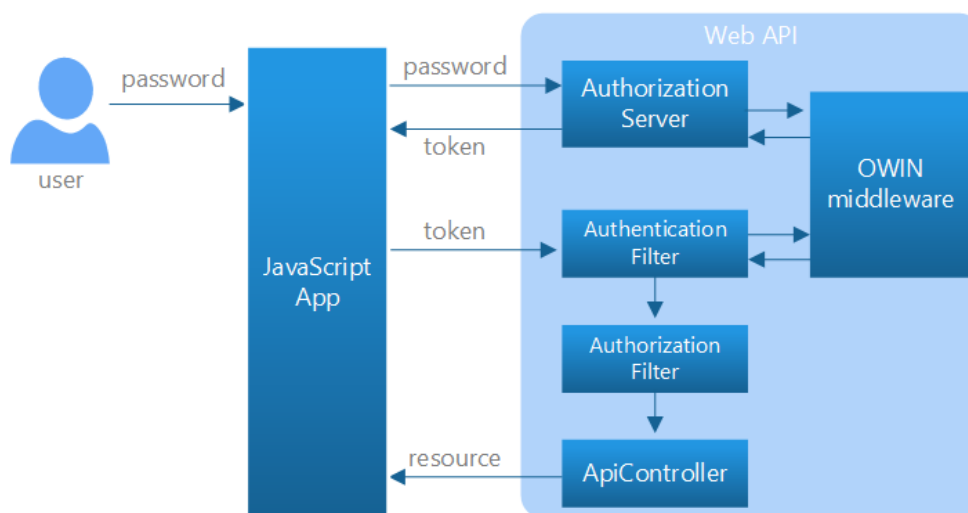 Web API
password
password
Authorization
Server
token
user
OWIN
middleware
token
Authentication
Filter
JavaScript
App
Authorization
Filter
resource
ApiController